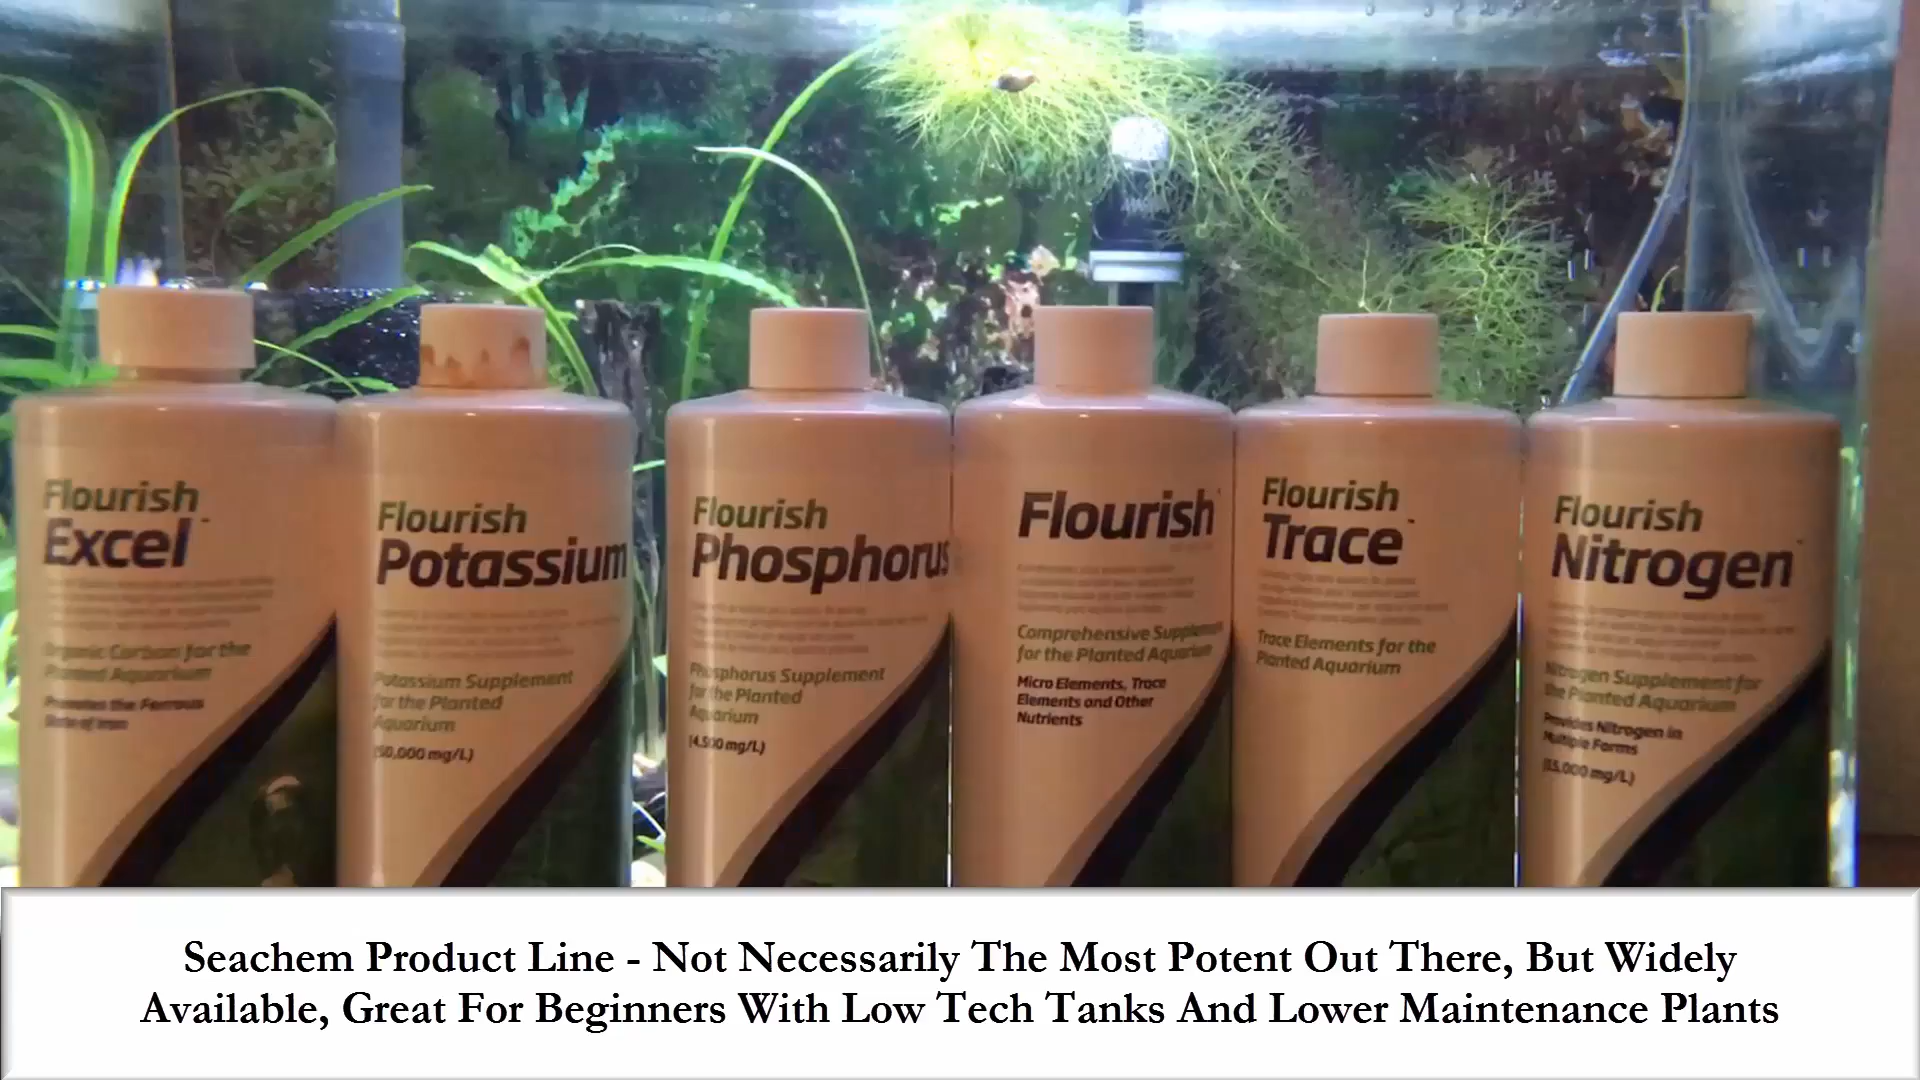 Flourish
Excel
Organic Carbon for the
Planted Aquarium
Promotes the Ferrous
State of Iron
Flourish
Potassium
Potassium Supplement
for the Planted
Aquarium
(50,000 mg/L)
Flourish
Phosphorus
Phosphorus Supplement
for the Planted
Aquarium
(4,500 mg/L)
Flourish
Comprehensive Supplement
for the Planted Aquarium
Micro Elements, Trace
Elements and Other
Nutrients
Flourish
Trace
Trace Elements for the
Planted Aquarium
Flourish
Nitrogen
Nitrogen Supplement for
the Planted Aquarium
Provides Nitrogen in
Multiple Forms
(15,000 mg/L)
Seachem Product Line - Not Necessarily The Most Potent Out There, But Widely
Available, Great For Beginners With Low Tech Tanks And Lower Maintenance Plants